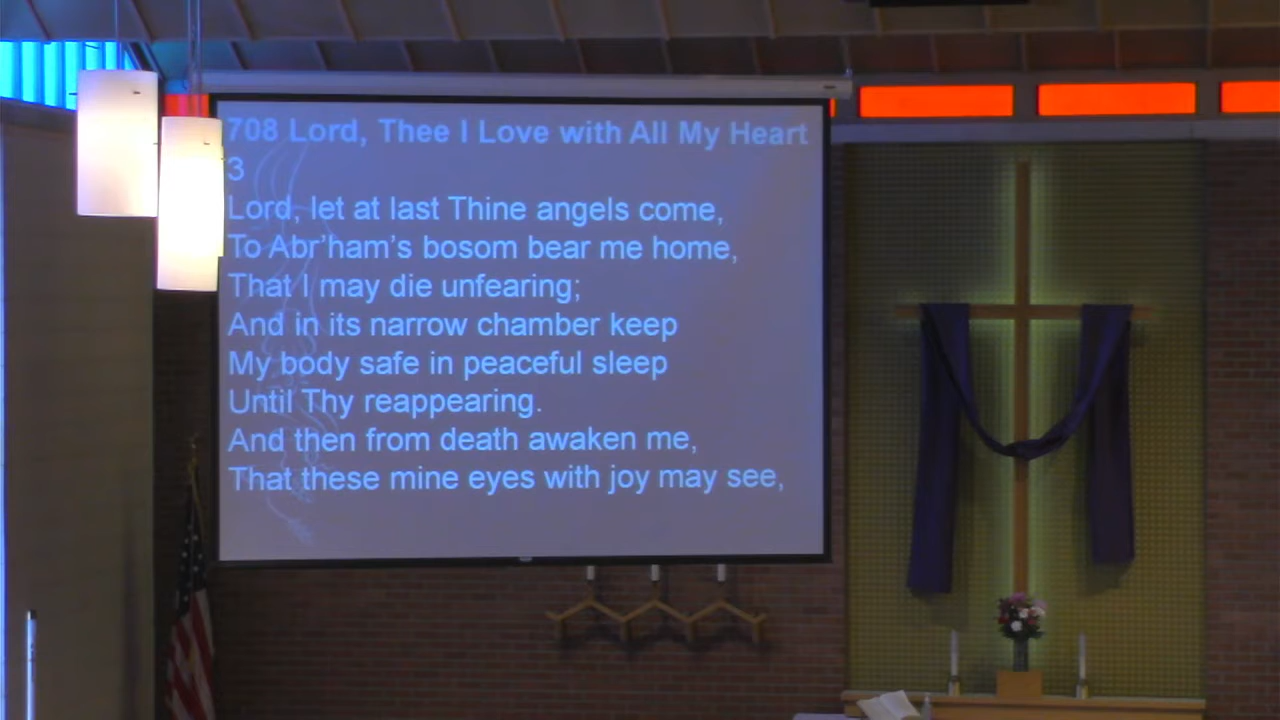 708 Lord, Thee I Love with All My Heart
3
Lord, let at last Thine angels come,
To Abr’ham’s bosom bear me home,
That I may die unfearing;
And in its narrow chamber keep
My body safe in peaceful sleep
Until Thy reappearing.
And then from death awaken me,
That these mine eyes with joy may see,